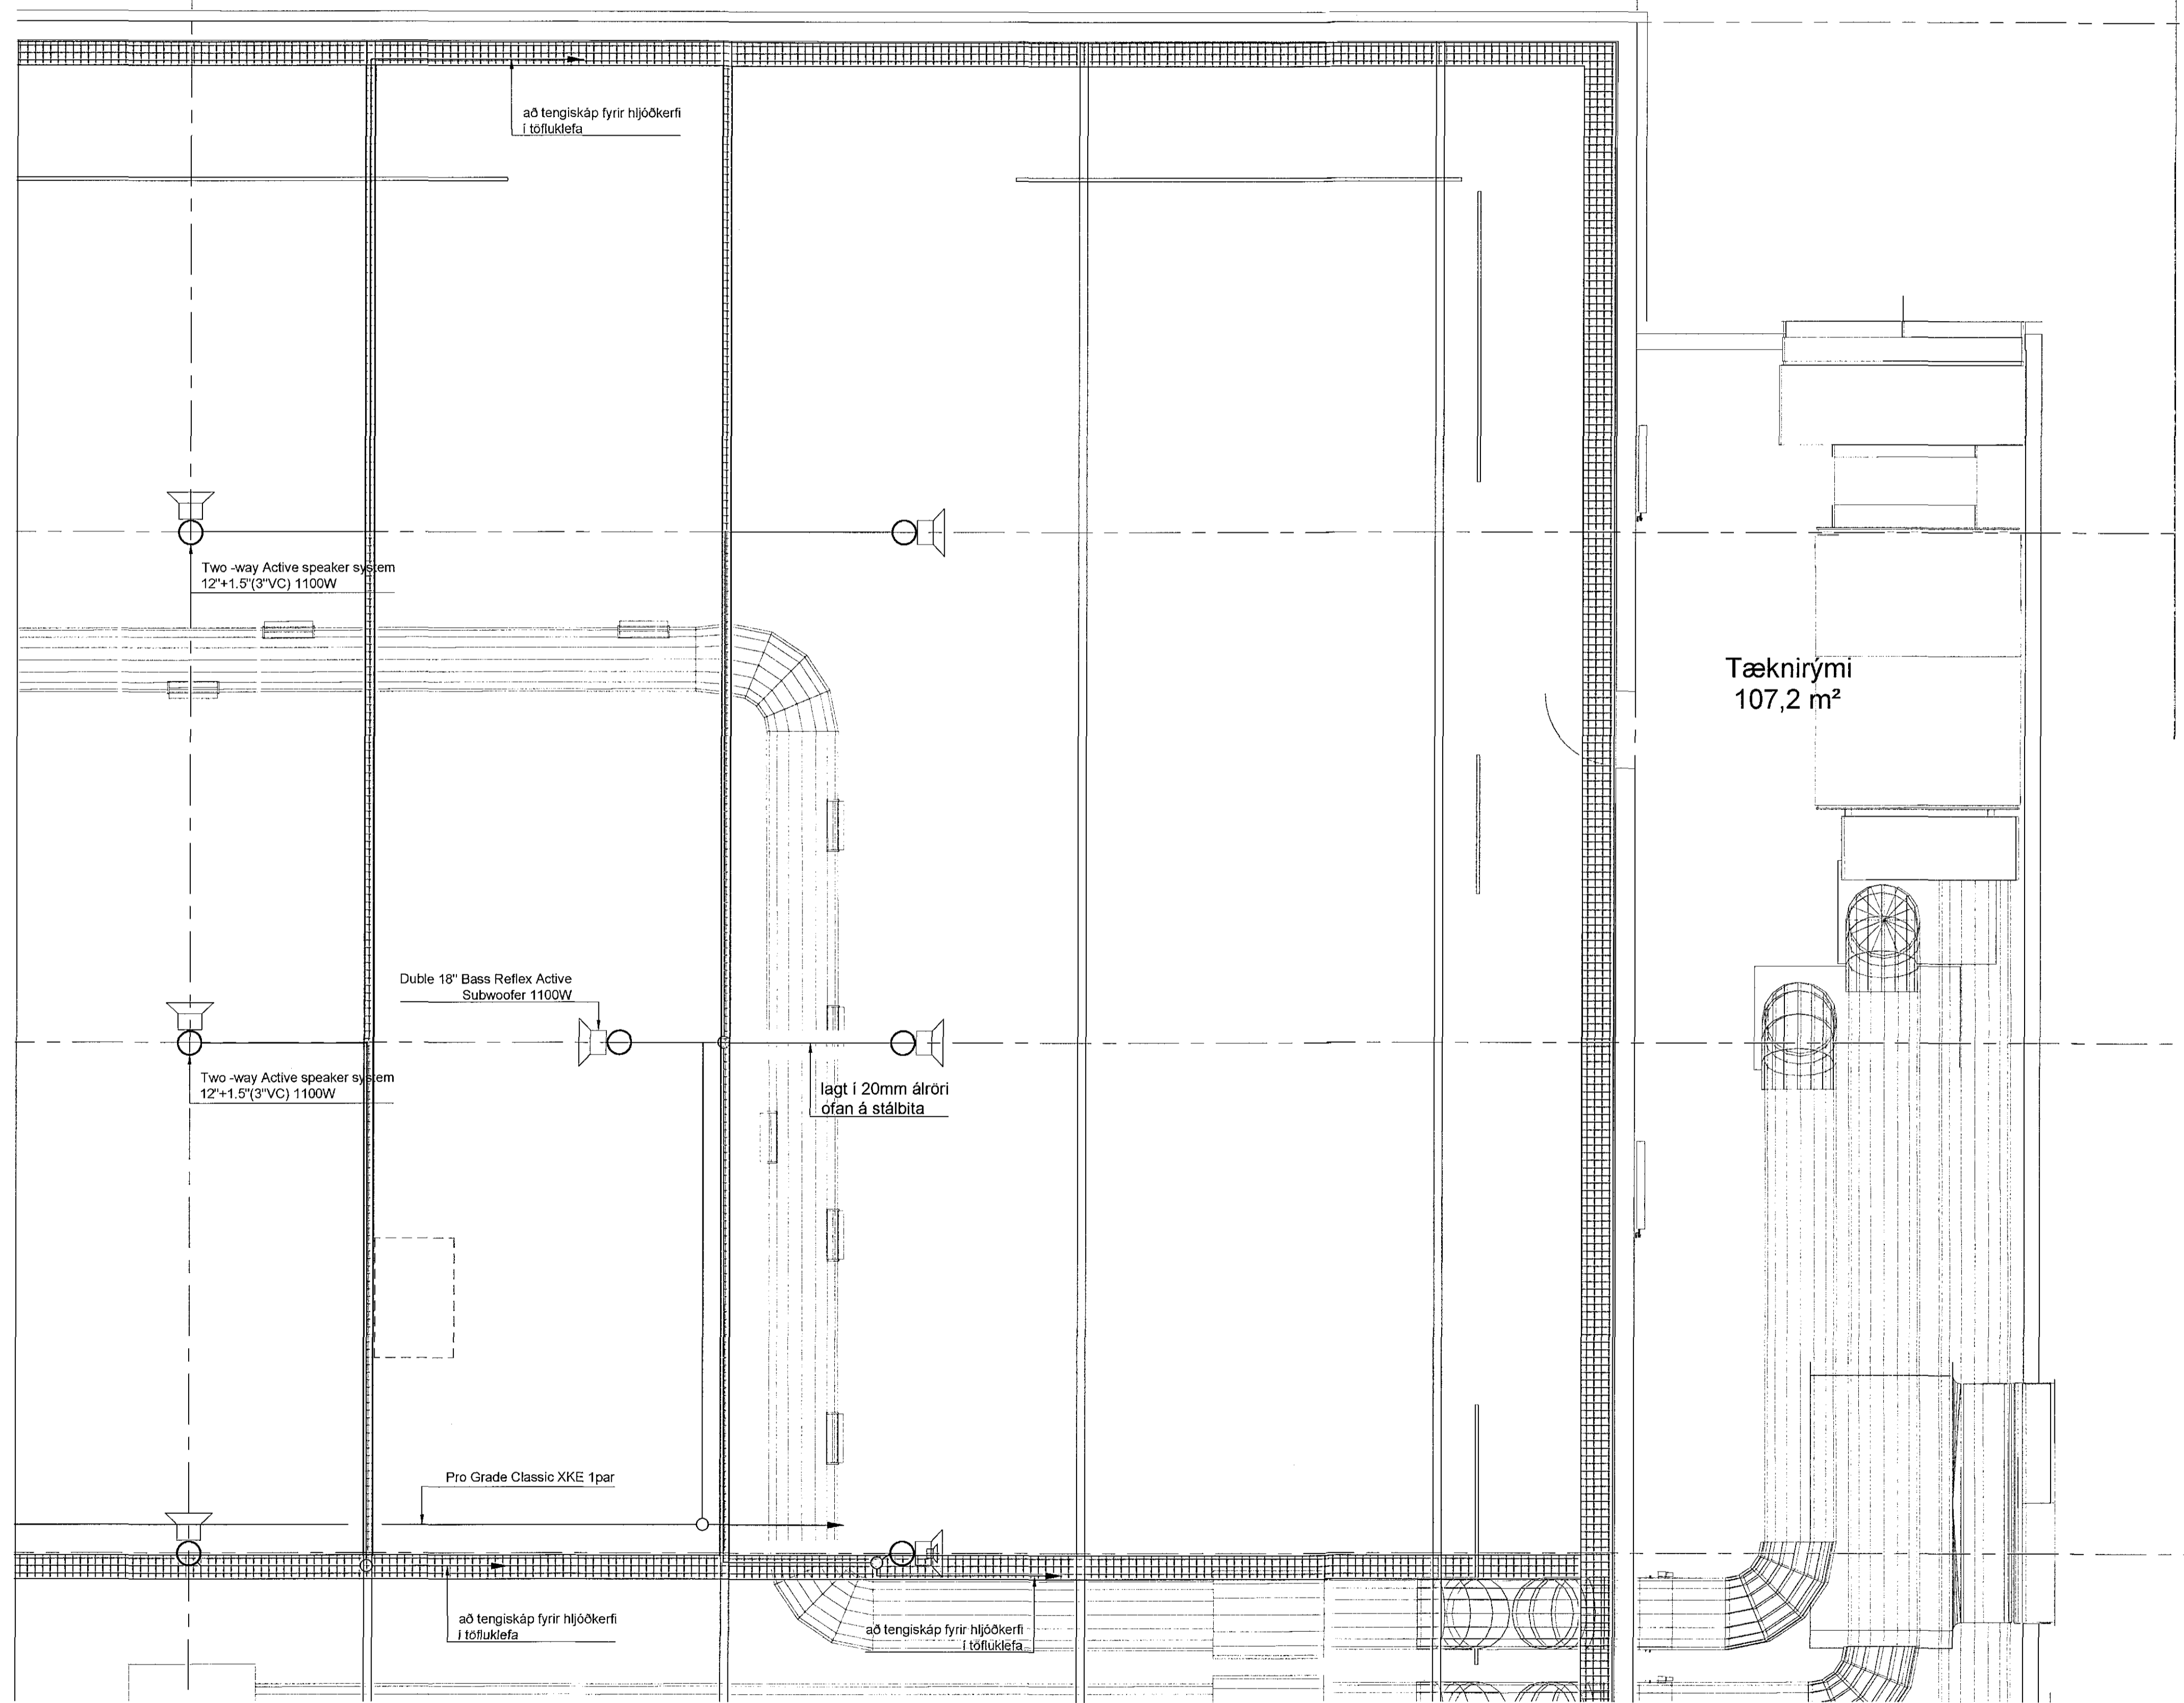 að tengiskáp fyrir hljóðkerfi
í töfluklefa
Two -way Active speaker system
12"+1.5"(3"VC) 1100W
Tæknirými
107,2 m²
Duble 18" Bass Reflex Active
Subwoofer 1100W
Two -way Active speaker system
12"+1.5"(3"VC) 1100W
lagt í 20mm álröri
ofan á stálbita
Pro Grade Classic XKE 1par
að tengiskáp fyrir hljóðkerfi
í töfluklefa
að tengiskáp fyrir hljóðkerfi
í töfluklefa